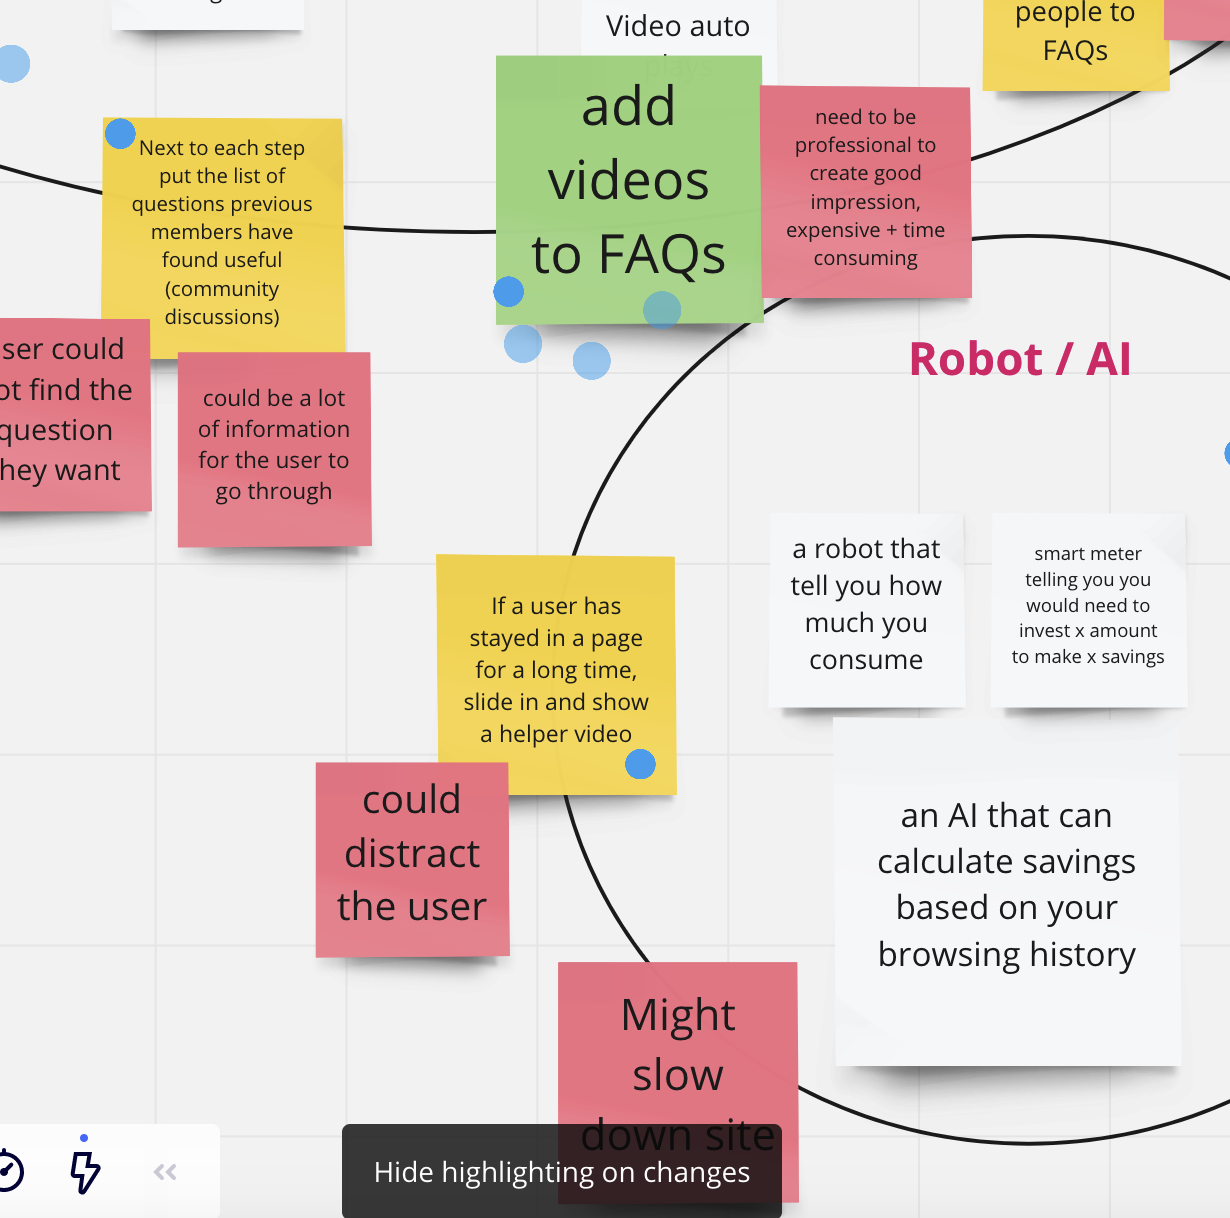 Video auto
plays
people to
FAQs
add
videos
to FAQs
need to be
professional to
create good
impression,
expensive + time
consuming
Next to each step
put the list of
questions previous
members have
found useful
(community
discussions)
ser could
ot find the
question
hey want
could be a lot
of information
for the user to
go through
Robot / AI
If a user has
stayed in a page
for a long time,
slide in and show
a helper video
a robot that
tell you how
much you
consume
smart meter
telling you you
would need to
invest x amount
to make x savings
could
distract
the user
an AI that can
calculate savings
based on your
browsing history
Might
slow
down site
Hide highlighting on changes